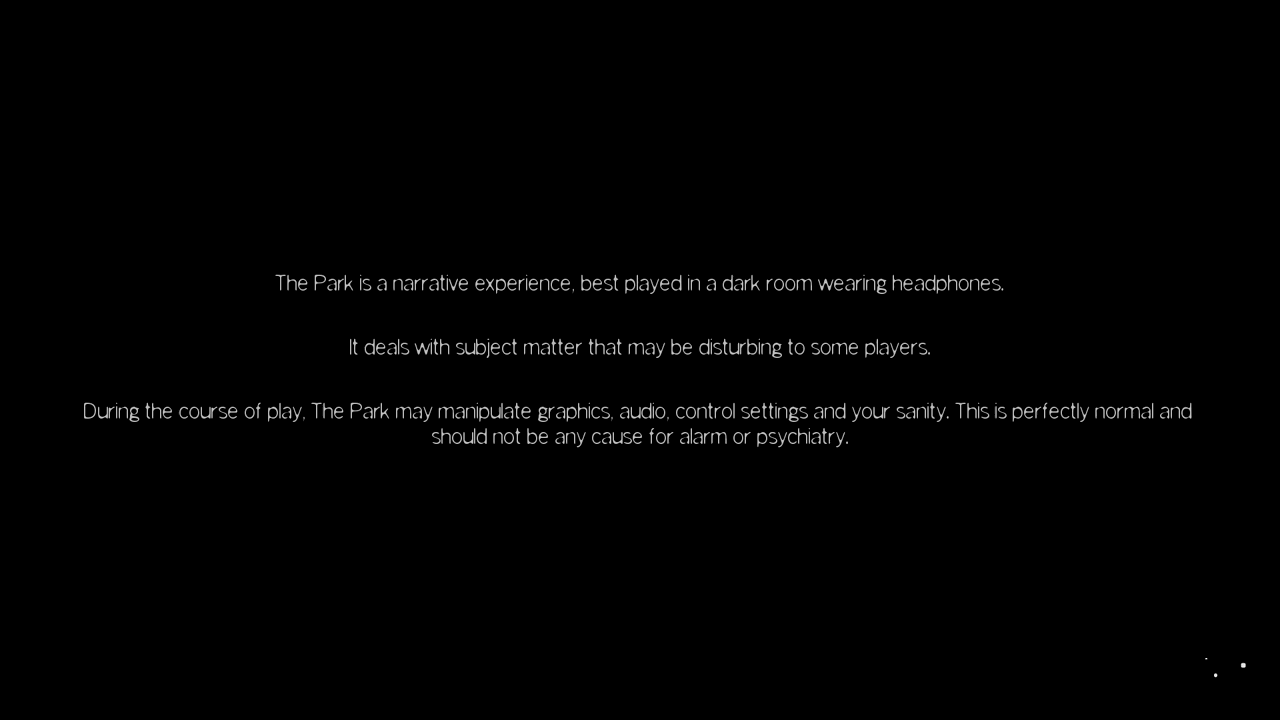 The Park is a narrative experience, best played in a dark room wearing headphones.
It deals with subject matter that may be disturbing to some players.
During the course of play, The Park may manipulate graphics, audio, control settings and your sanity. This is perfectly normal and
should not be any cause for alarm or psychiatry.